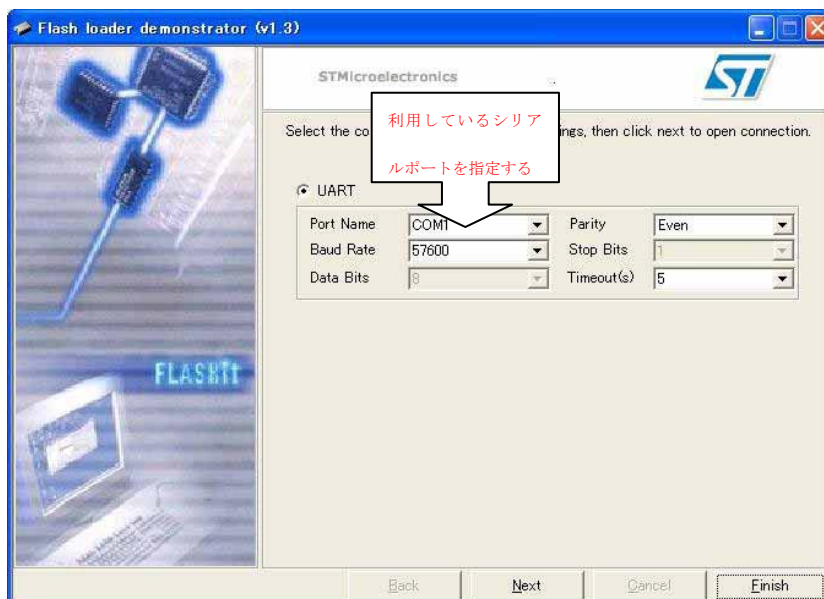 Flash loader demonstrator (v1.3)
STMicroelectronics
ST
利用しているシリア
ルポートを指定する
Select the co ings, then click next to open connection.
UART
Port Name COM1 Parity Even
Baud Rate 57600 Stop Bits 1
Data Bits 8 Timeout(s) 5
FLASHit
Back Next Cancel Finish